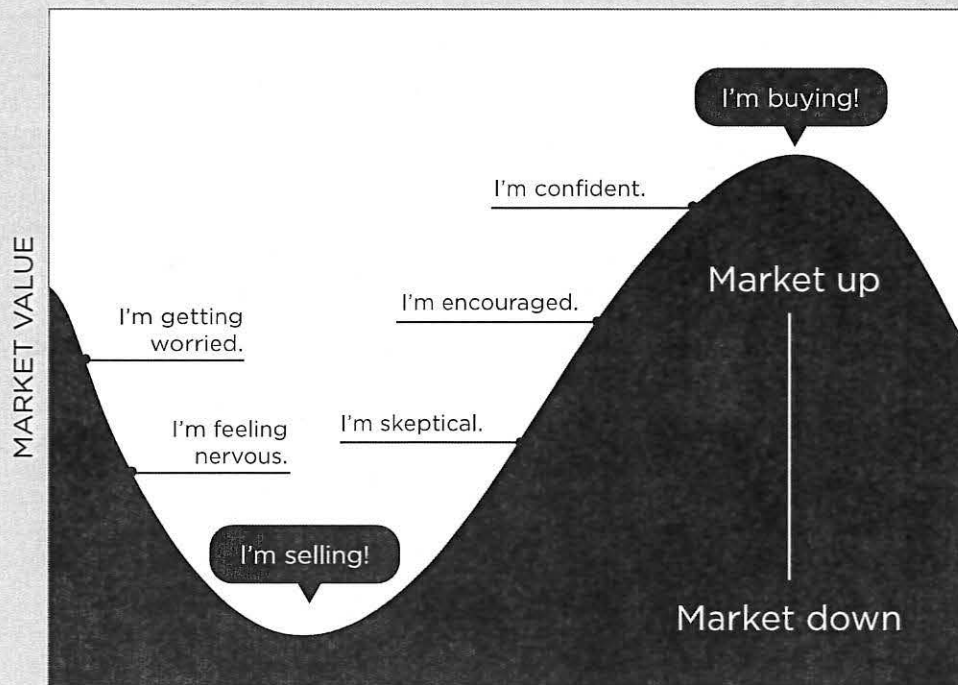 MARKET VALUE
I'm buying!
I'm confident.
Market up
I'm encouraged.
I'm getting
worried.
I'm skeptical.
I'm feeling
nervous.
I'm selling!
Market down